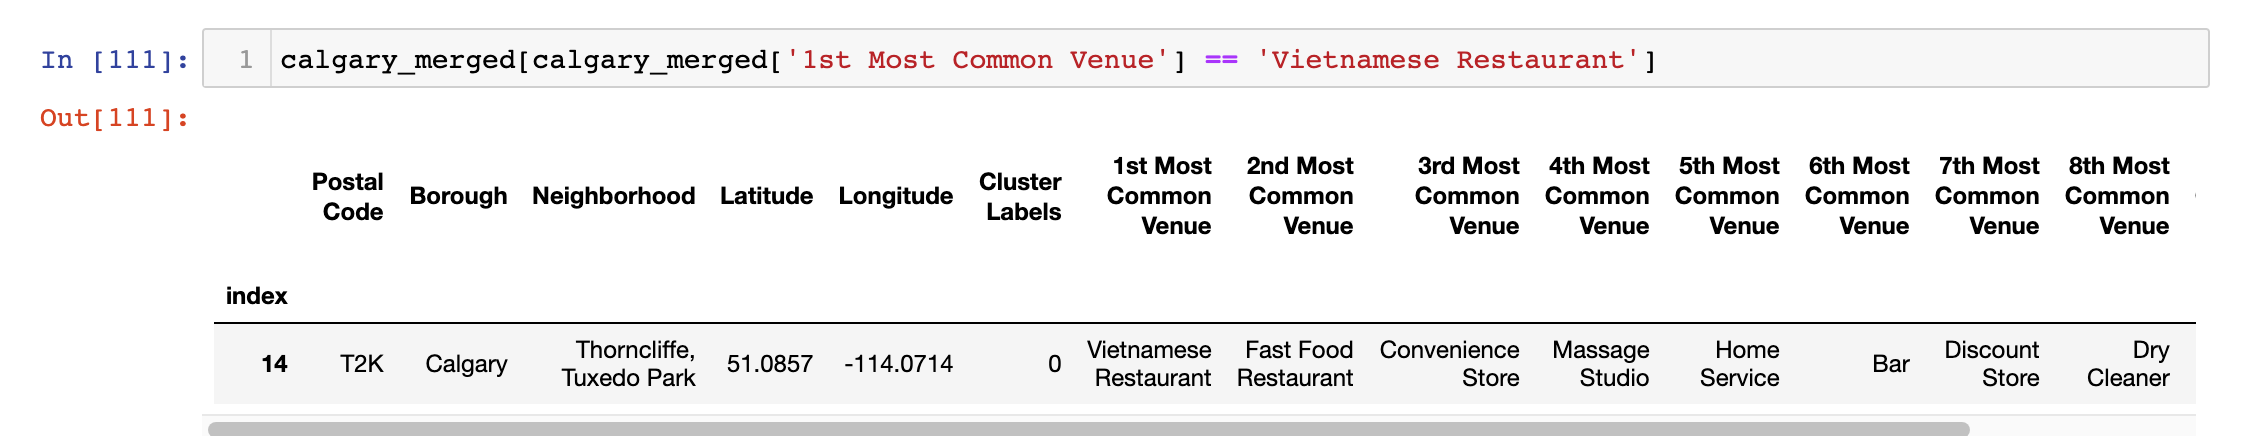 In [111]:
1 calgary_merged[calgary_merged['1st Most Common Venue'] == 'Vietnamese Restaurant']
Out[111]:
Postal Code Borough Neighborhood Latitude Longitude Cluster Labels 1st Most Common Venue 2nd Most Common Venue 3rd Most Common Venue 4th Most Common Venue 5th Most Common Venue 6th Most Common Venue 7th Most Common Venue 8th Most Common Venue
index
14 T2K Calgary Thorncliffe, Tuxedo Park 51.0857 -114.0714 0 Vietnamese Restaurant Fast Food Restaurant Convenience Store Massage Studio Home Service Bar Discount Store Dry Cleaner